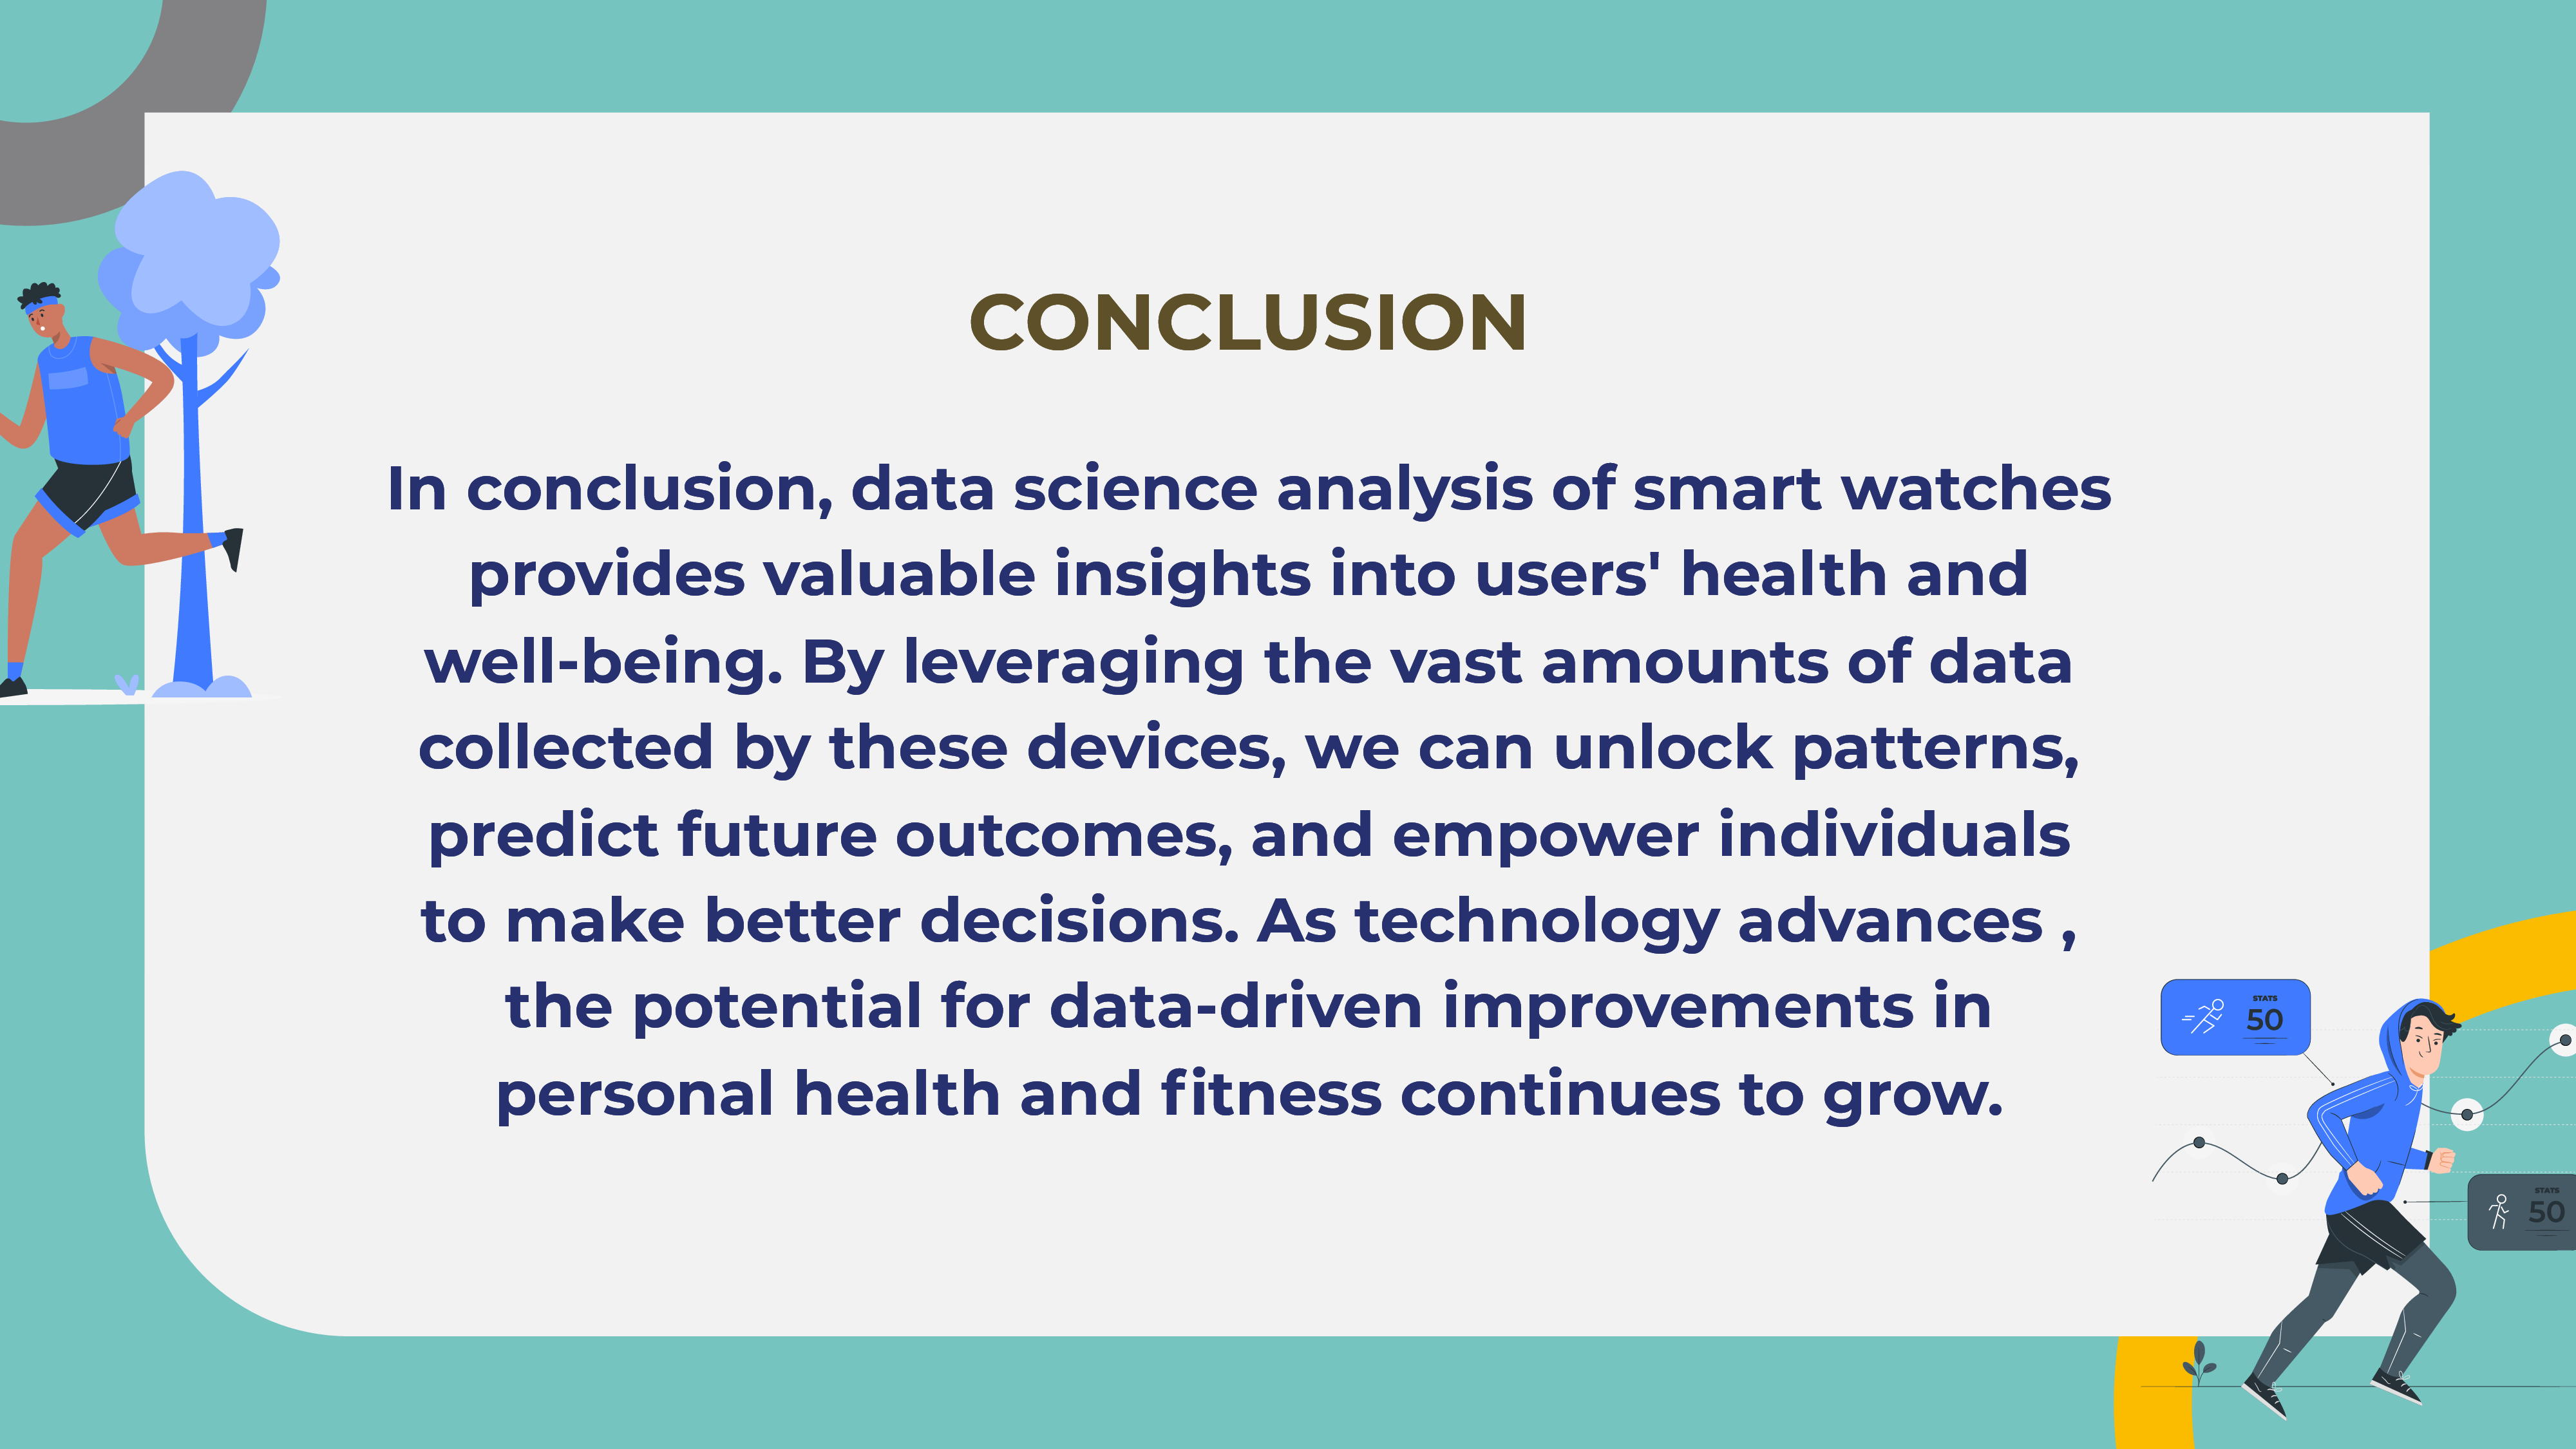 CONCLUSION
In conclusion, data science analysis of smart watches
provides valuable insights into users' health and
well-being. By leveraging the vast amounts of data
collected by these devices, we can unlock patterns,
predict future outcomes, and empower individuals
to make better decisions. As technology advances ,
the potential for data-driven improvements in
personal health and fitness continues to grow.
STATS
50
STATS
50